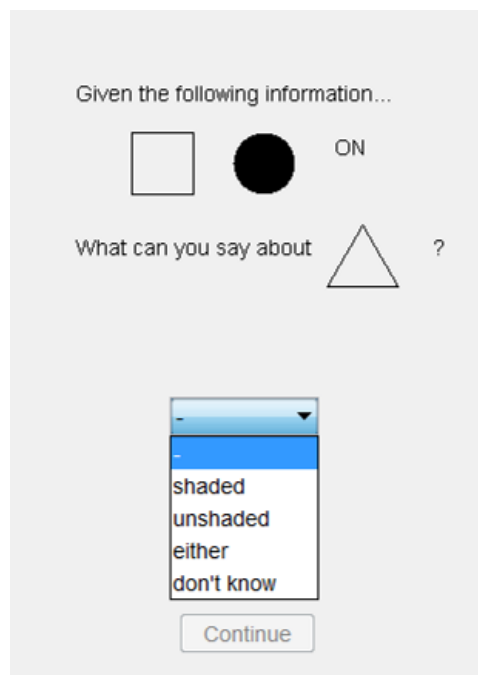 Given the following information...
ON
What can you say about ?
-
-
shaded
unshaded
either
don't know
Continue